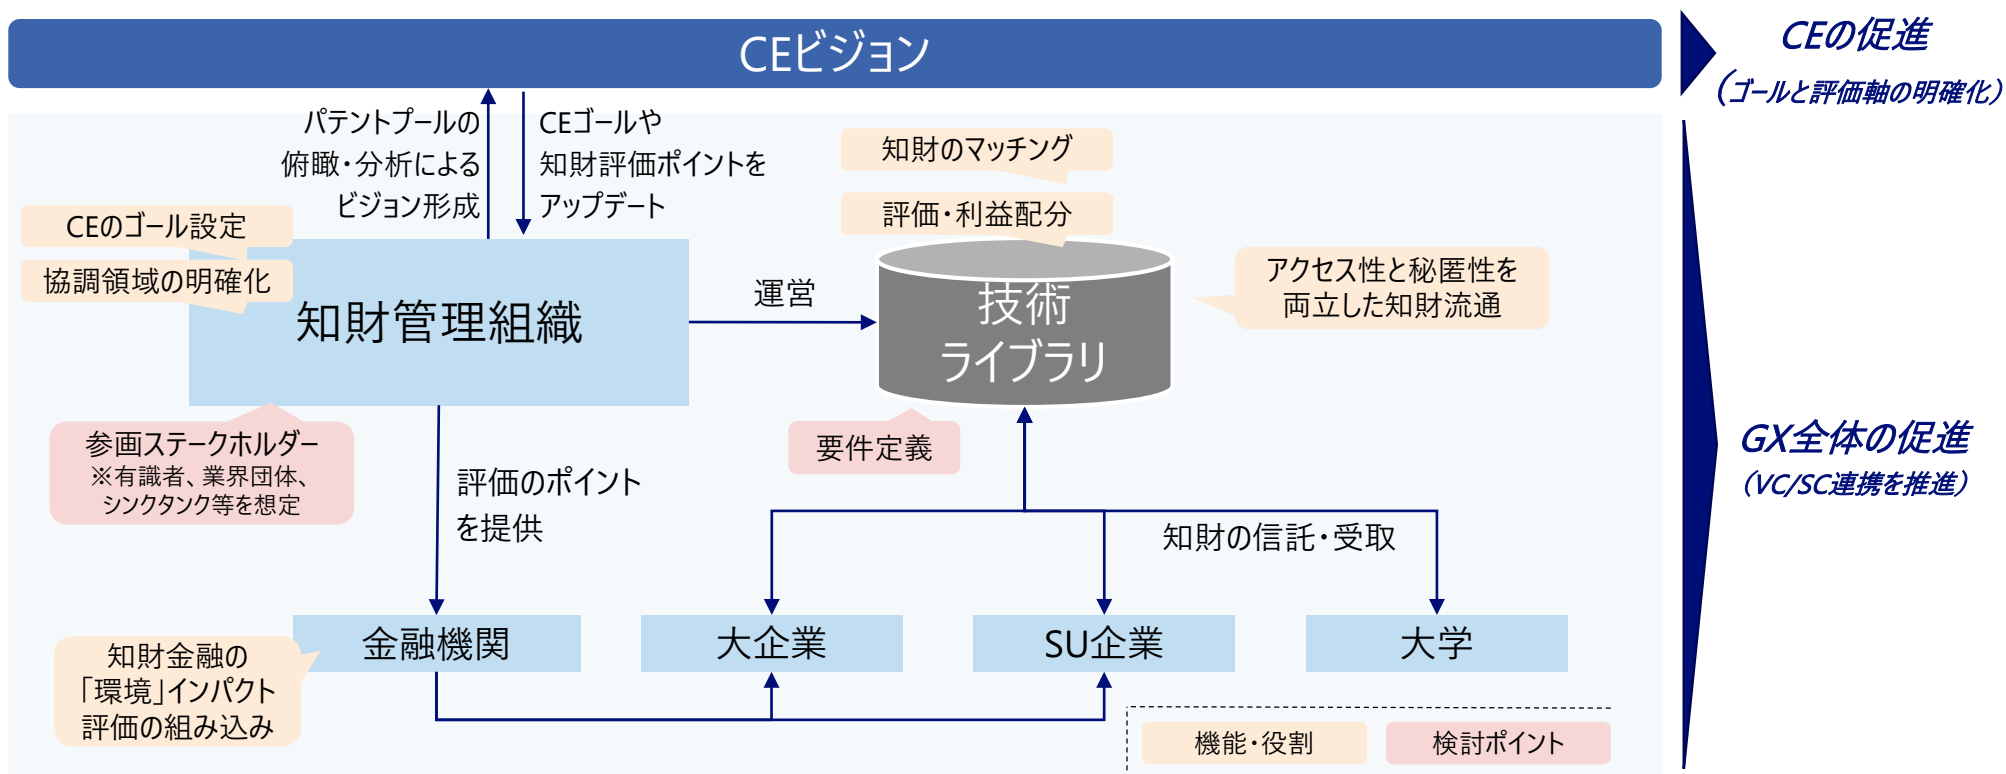 CEビジョン
CEの促進
（ゴールと評価軸の明確化）
パテントプールの
俯瞰・分析による
ビジョン形成
CEゴールや
知財評価ポイントを
アップデート
知財のマッチング
評価・利益配分
CEのゴール設定
協調領域の明確化
知財管理組織
運営
技術
ライブラリ
アクセス性と秘匿性を
両立した知財流通
参画ステークホルダー
※有識者、業界団体、
シンクタンク等を想定
評価のポイント
を提供
要件定義
知財の信託・受取
GX全体の促進
（VC/SC連携を推進）
金融機関
大企業
SU企業
大学
知財金融の
「環境」インパクト
評価の組み込み
機能・役割
検討ポイント